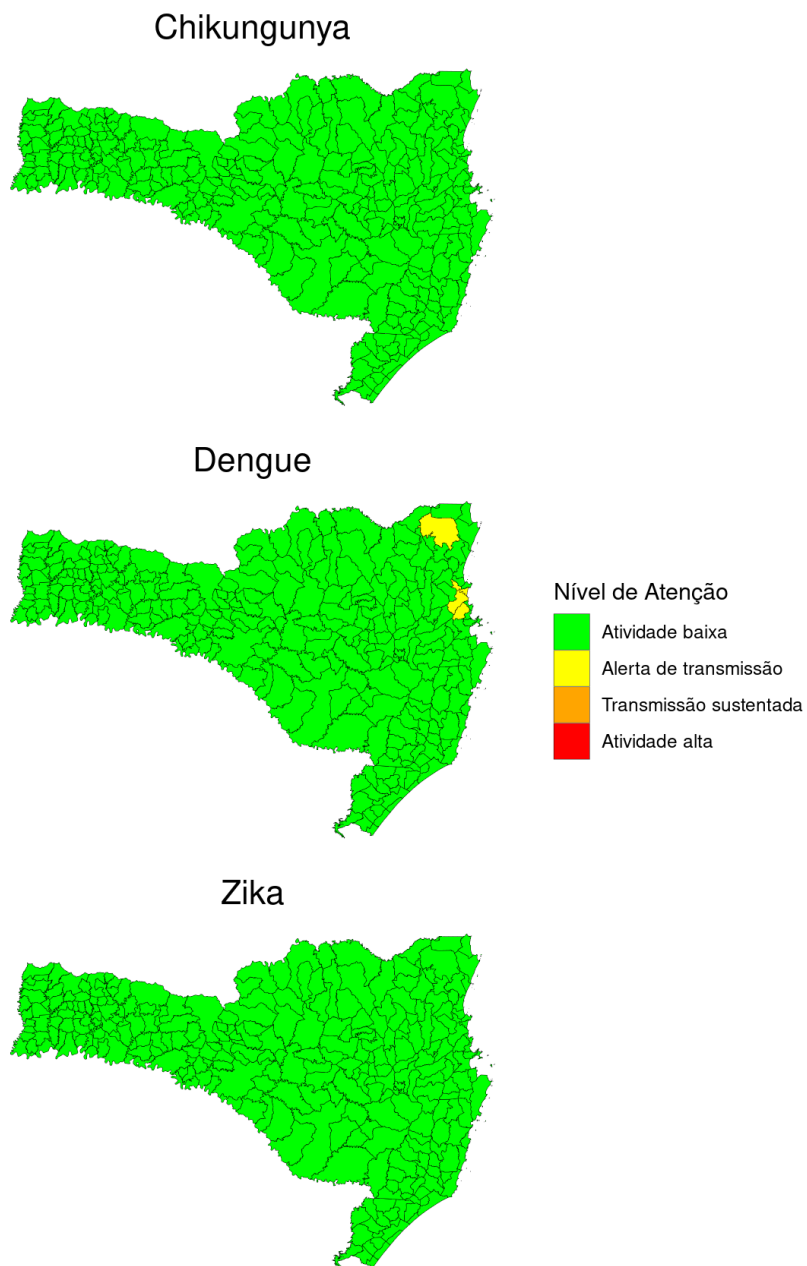 Chikungunya
Dengue
Nível de Atenção
Atividade baixa
Alerta de transmissão
Transmissão sustentada
Atividade alta
Zika